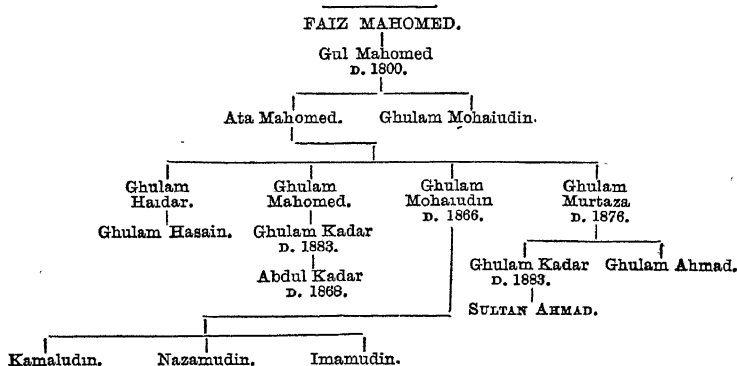 FAIZ MAHOMED.
Gul Mahomed
D. 1800.
Ata Mahomed. Ghulam Mohaiudin.
Ghulam Haidar.
Ghulam Mahomed.
Ghulam Mohaiudin
D. 1866.
Ghulam Murtaza
D. 1876.
Ghulam Hasain. Ghulam Kadar
D. 1883.
Abdul Kadar
D. 1868.
Ghulam Kadar
D. 1883.
Ghulam Ahmad.
SULTAN AHMAD.
Kamaludin. Nazamudin. Imamudin.